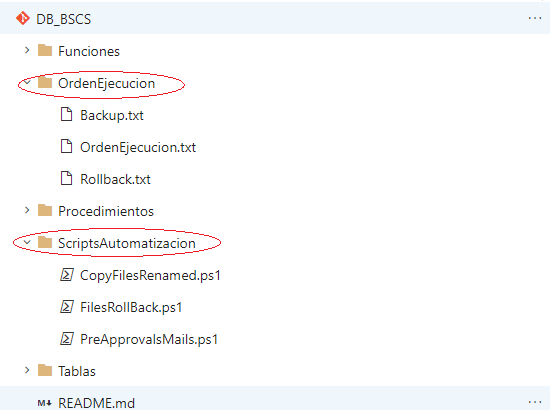 DB_BSCS
Funciones
OrdenEjecucion
Backup.txt
OrdenEjecucion.txt
Rollback.txt
Procedimientos
ScriptsAutomatizacion
CopyFilesRenamed.ps1
FilesRollBack.ps1
PreApprovalsMails.ps1
Tablas
M↓ README.md